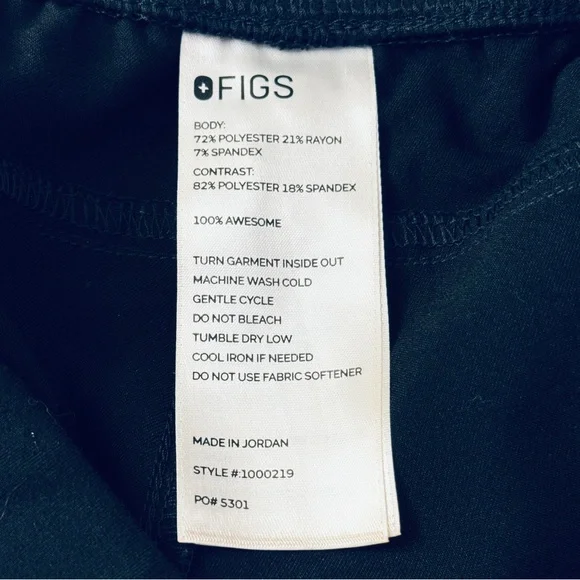 FIGS
BODY:
72% POLYESTER 21% RAYON
7% SPANDEX
CONTRAST:
82% POLYESTER 18% SPANDEX
100% AWESOME
TURN GARMENT INSIDE OUT
MACHINE WASH COLD
GENTLE CYCLE
DO NOT BLEACH
TUMBLE DRY LOW
COOL IRON IF NEEDED
DO NOT USE FABRIC SOFTENER
MADE IN JORDAN
STYLE #:1000219
PO# 5301